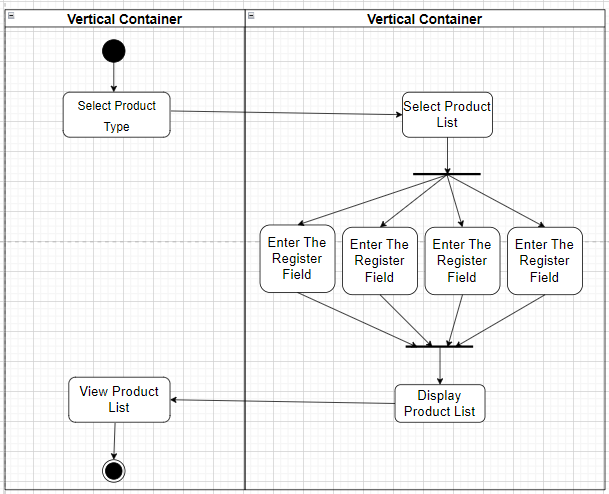 Vertical Container
Vertical Container
Select Product
Type
Select Product
List
Enter The
Register
Field
Enter The
Register
Field
Enter The
Register
Field
Enter The
Register
Field
View Product
List
Display
Product List